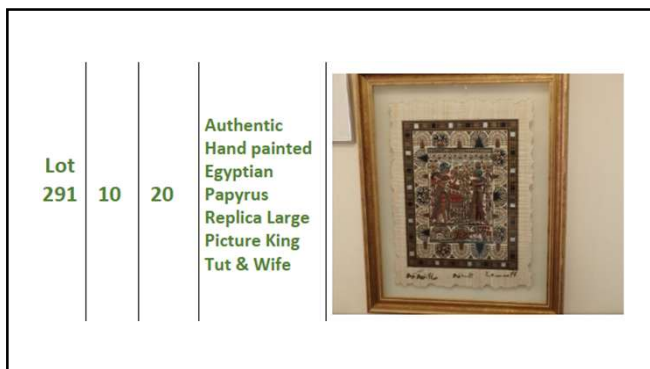 Lot
291
10
20
Authentic
Hand painted
Egyptian
Papyrus
Replica Large
Picture King
Tut & Wife